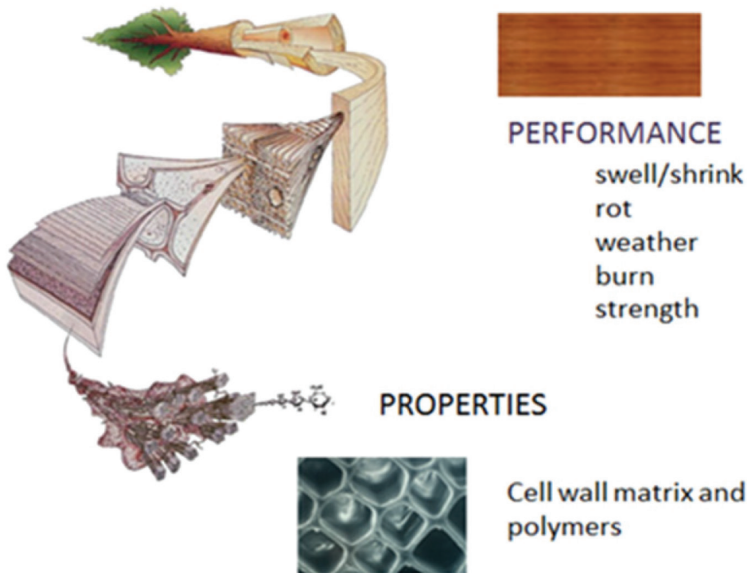 PERFORMANCE
swell/shrink
rot
weather
burn
strength
PROPERTIES
Cell wall matrix and
polymers